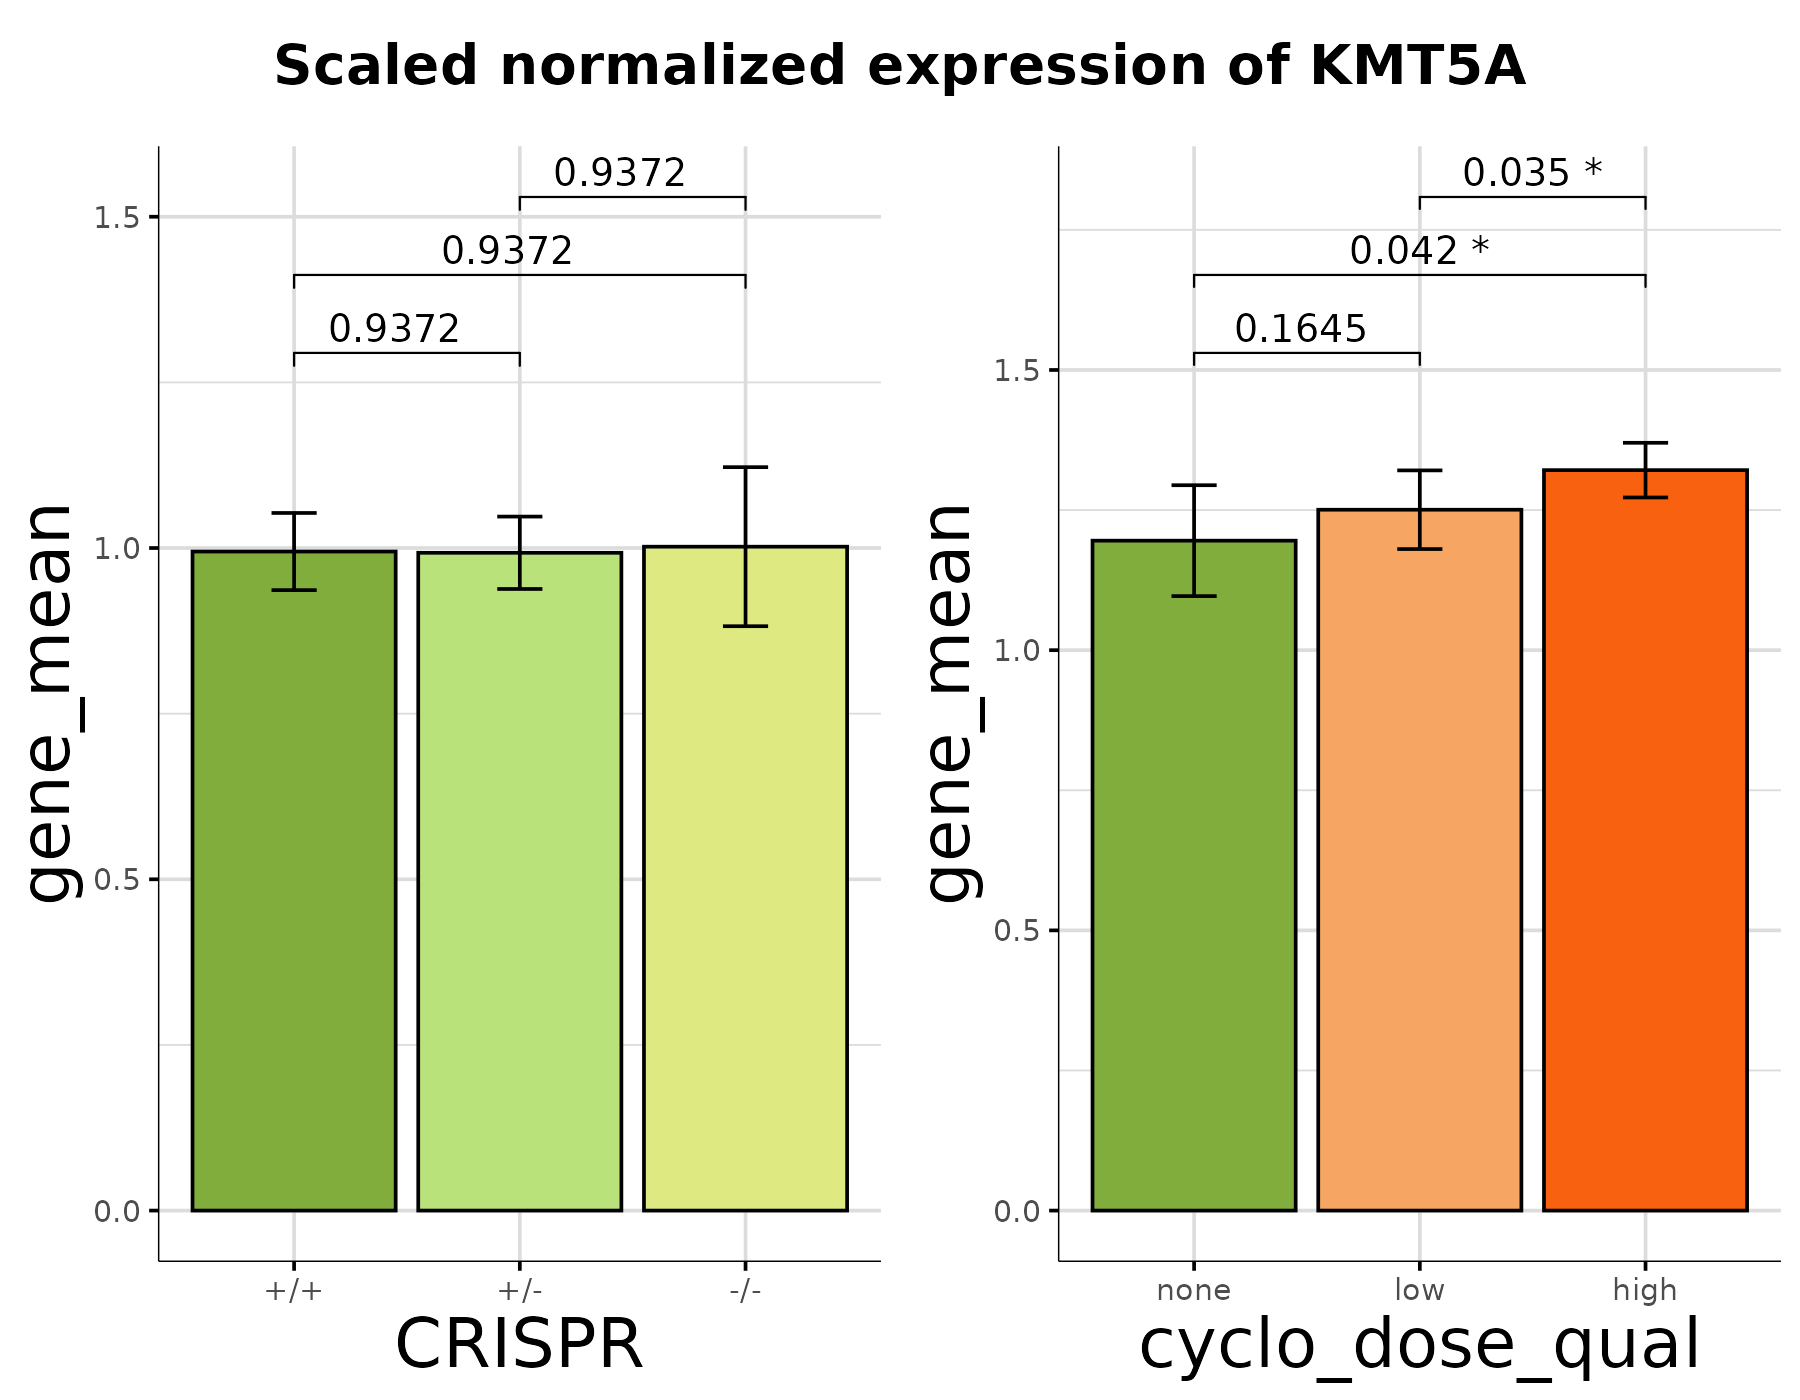 Scaled normalized expression of KMT5A
0.9372
0.9372
0.9372
1.5
1.0
0.5
0.0
gene_mean
+/+
+/-
-/-
CRISPR
0.035 *
0.042 *
0.1645
1.5
1.0
0.5
0.0
gene_mean
none
low
high
cyclo_dose_qual